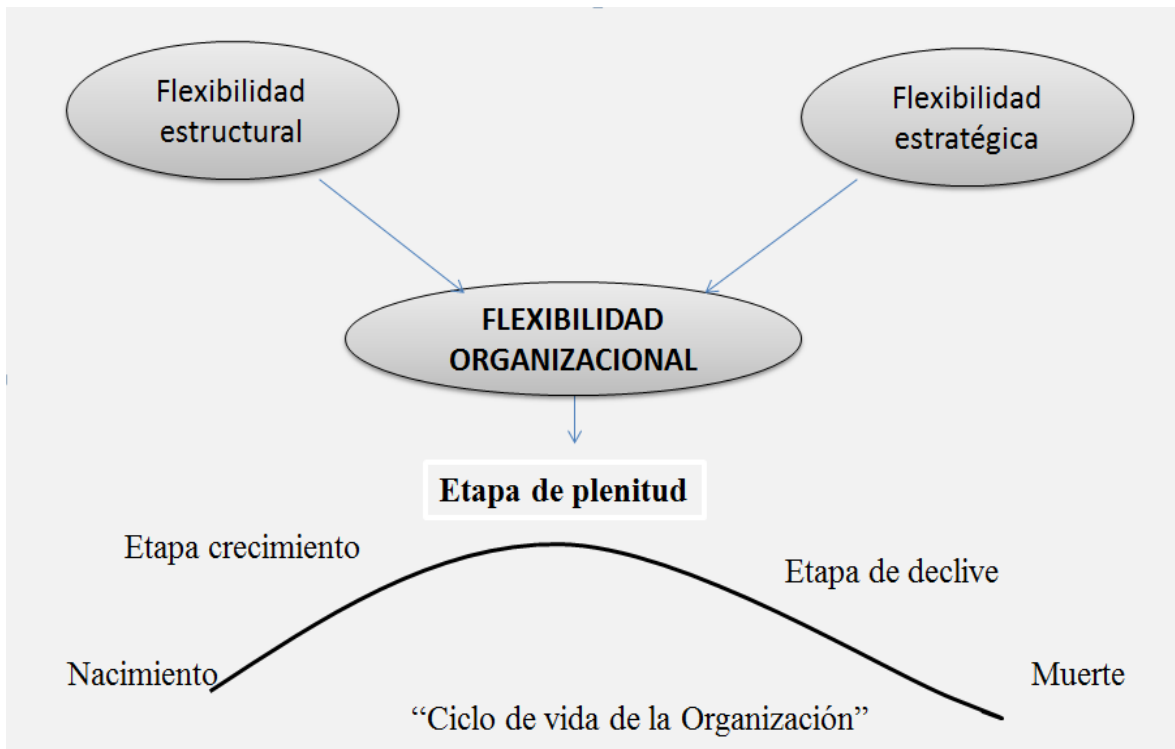 Flexibilidad
estructural
Flexibilidad
estratégica
FLEXIBILIDAD
ORGANIZACIONAL
Etapa de plenitud
Etapa crecimiento
Etapa de declive
Nacimiento
Muerte
“Ciclo de vida de la Organización”